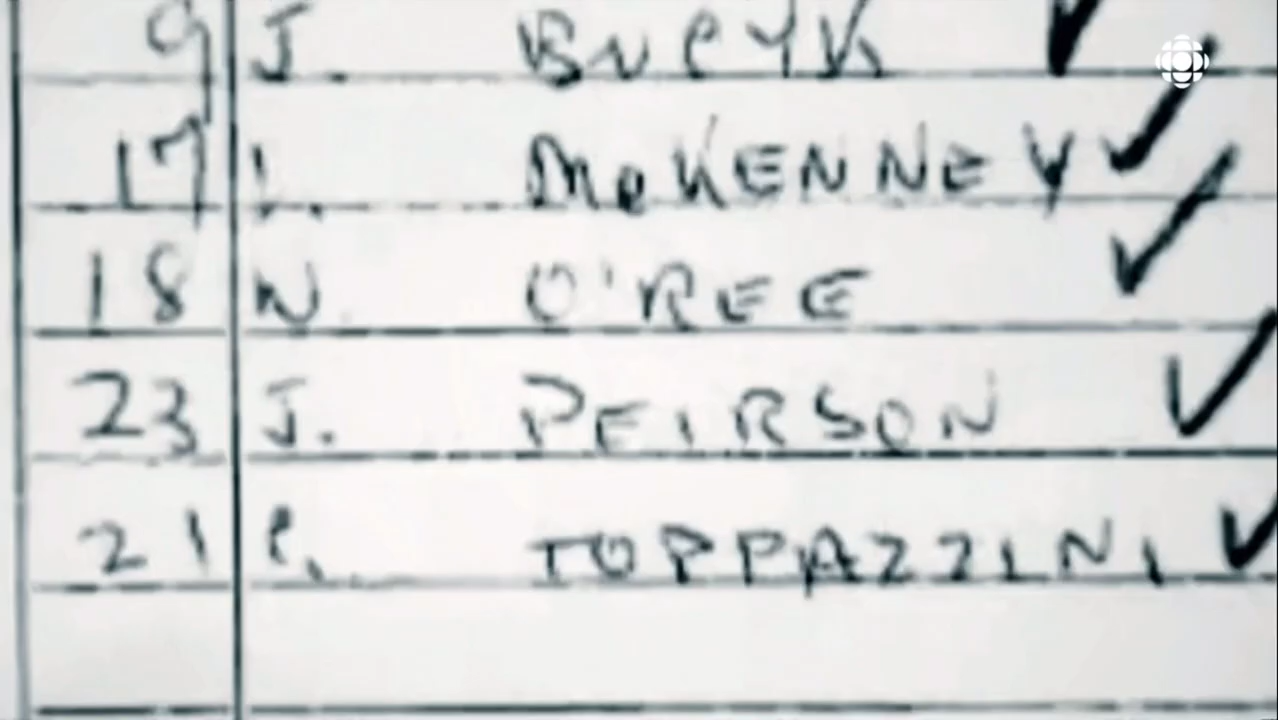 9 J. BUCYK ✓
17 L. McKENNEY ✓
18 W. O'REE ✓
23 J. PEIRSON ✓
21 J. TOPPAZZINI ✓